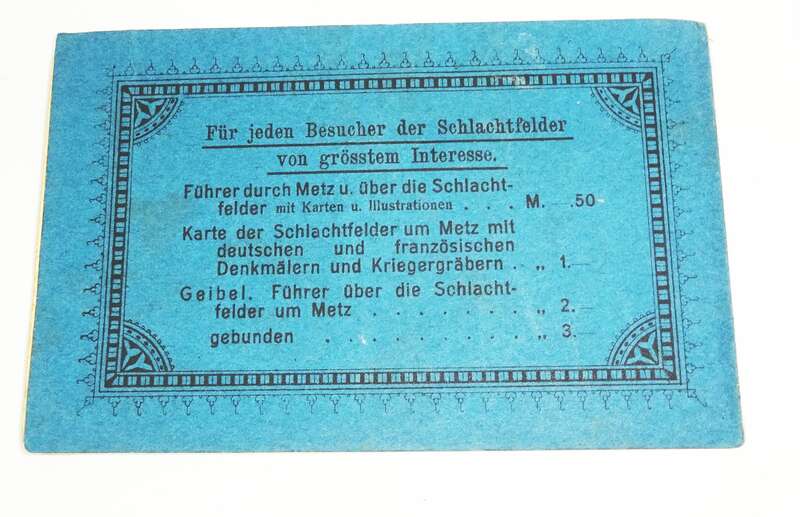 Für jeden Besucher der Schlachtfelder
von grösstem Interesse.
Führer durch Metz u. über die Schlacht-
felder mit Karten u. Illustrationen . . . M. —.50
Karte der Schlachtfelder um Metz mit
deutschen und französischen
Denkmälern und Kriegergräbern . „ 1.—
Geibel. Führer über die Schlacht-
felder um Metz . . . . . . . „ 2.—
gebunden . . . . . . . . „ 3.—